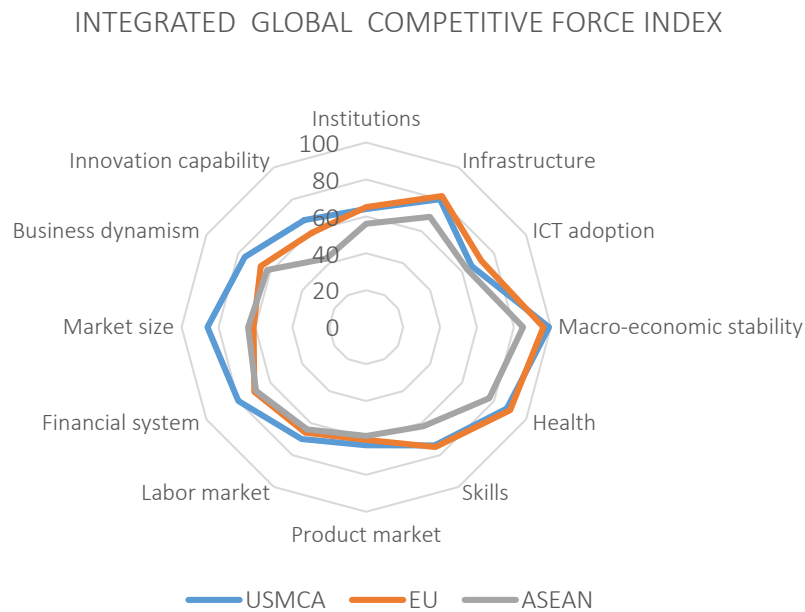 INTEGRATED GLOBAL COMPETITIVE FORCE INDEX
Institutions
100
Innovation capability
Infrastructure
80
60
Business dynamism
ICT adoption
40
20
Market size
0
Macro-economic stability
Financial system
Health
Labor market
Skills
Product market
USMCA EU ASEAN